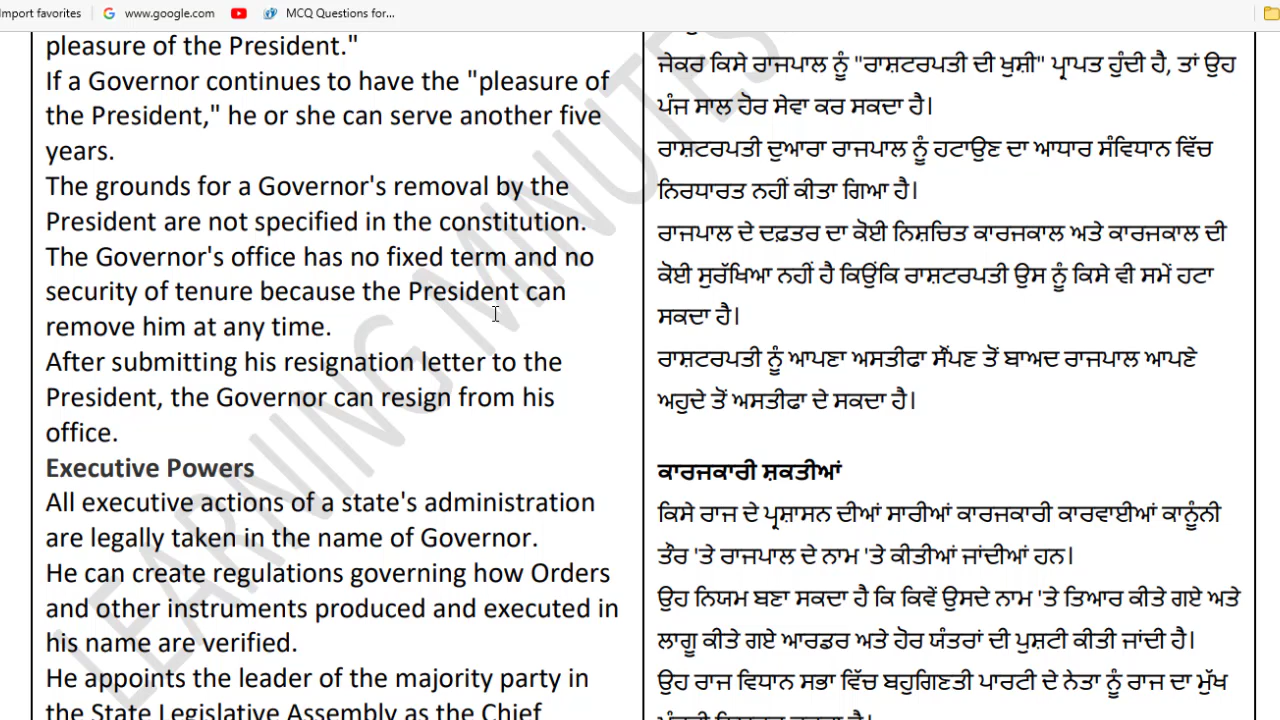 Import favorites
www.google.com
MCQ Questions for...
pleasure of the President."
If a Governor continues to have the "pleasure of
the President," he or she can serve another five
years.
The grounds for a Governor's removal by the
President are not specified in the constitution.
The Governor's office has no fixed term and no
security of tenure because the President can
remove him at any time.
After submitting his resignation letter to the
President, the Governor can resign from his
office.
Executive Powers
All executive actions of a state's administration
are legally taken in the name of Governor.
He can create regulations governing how Orders
and other instruments produced and executed in
his name are verified.
He appoints the leader of the majority party in
the State Legislative Assembly as the Chief
ਜੇਕਰ ਕਿਸੇ ਰਾਜਪਾਲ ਨੂੰ "ਰਾਸ਼ਟਰਪਤੀ ਦੀ ਖੁਸ਼ੀ" ਪ੍ਰਾਪਤ ਹੁੰਦੀ ਹੈ, ਤਾਂ ਉਹ
ਪੰਜ ਸਾਲ ਹੋਰ ਸੇਵਾ ਕਰ ਸਕਦਾ ਹੈ।
ਰਾਸ਼ਟਰਪਤੀ ਦੁਆਰਾ ਰਾਜਪਾਲ ਨੂੰ ਹਟਾਉਣ ਦਾ ਆਧਾਰ ਸੰਵਿਧਾਨ ਵਿੱਚ
ਨਿਰਧਾਰਤ ਨਹੀਂ ਕੀਤਾ ਗਿਆ ਹੈ।
ਰਾਜਪਾਲ ਦੇ ਦਫ਼ਤਰ ਦਾ ਕੋਈ ਨਿਸ਼ਚਿਤ ਕਾਰਜਕਾਲ ਅਤੇ ਕਾਰਜਕਾਲ ਦੀ
ਕੋਈ ਸੁਰੱਖਿਆ ਨਹੀਂ ਹੈ ਕਿਉਂਕਿ ਰਾਸ਼ਟਰਪਤੀ ਉਸ ਨੂੰ ਕਿਸੇ ਵੀ ਸਮੇਂ ਹਟਾ
ਸਕਦਾ ਹੈ।
ਰਾਸ਼ਟਰਪਤੀ ਨੂੰ ਆਪਣਾ ਅਸਤੀਫਾ ਸੌਂਪਣ ਤੋਂ ਬਾਅਦ ਰਾਜਪਾਲ ਆਪਣੇ
ਅਹੁਦੇ ਤੋਂ ਅਸਤੀਫਾ ਦੇ ਸਕਦਾ ਹੈ।
ਕਾਰਜਕਾਰੀ ਸ਼ਕਤੀਆਂ
ਕਿਸੇ ਰਾਜ ਦੇ ਪ੍ਰਸ਼ਾਸਨ ਦੀਆਂ ਸਾਰੀਆਂ ਕਾਰਜਕਾਰੀ ਕਾਰਵਾਈਆਂ ਕਾਨੂੰਨੀ
ਤੌਰ 'ਤੇ ਰਾਜਪਾਲ ਦੇ ਨਾਮ 'ਤੇ ਕੀਤੀਆਂ ਜਾਂਦੀਆਂ ਹਨ।
ਉਹ ਨਿਯਮ ਬਣਾ ਸਕਦਾ ਹੈ ਕਿ ਕਿਵੇਂ ਉਸਦੇ ਨਾਮ 'ਤੇ ਤਿਆਰ ਕੀਤੇ ਗਏ ਅਤੇ
ਲਾਗੂ ਕੀਤੇ ਗਏ ਆਰਡਰ ਅਤੇ ਹੋਰ ਯੰਤਰਾਂ ਦੀ ਪੁਸ਼ਟੀ ਕੀਤੀ ਜਾਂਦੀ ਹੈ।
ਉਹ ਰਾਜ ਵਿਧਾਨ ਸਭਾ ਵਿੱਚ ਬਹੁਗਿਣਤੀ ਪਾਰਟੀ ਦੇ ਨੇਤਾ ਨੂੰ ਰਾਜ ਦਾ ਮੁੱਖ
LEARNING MINUTES